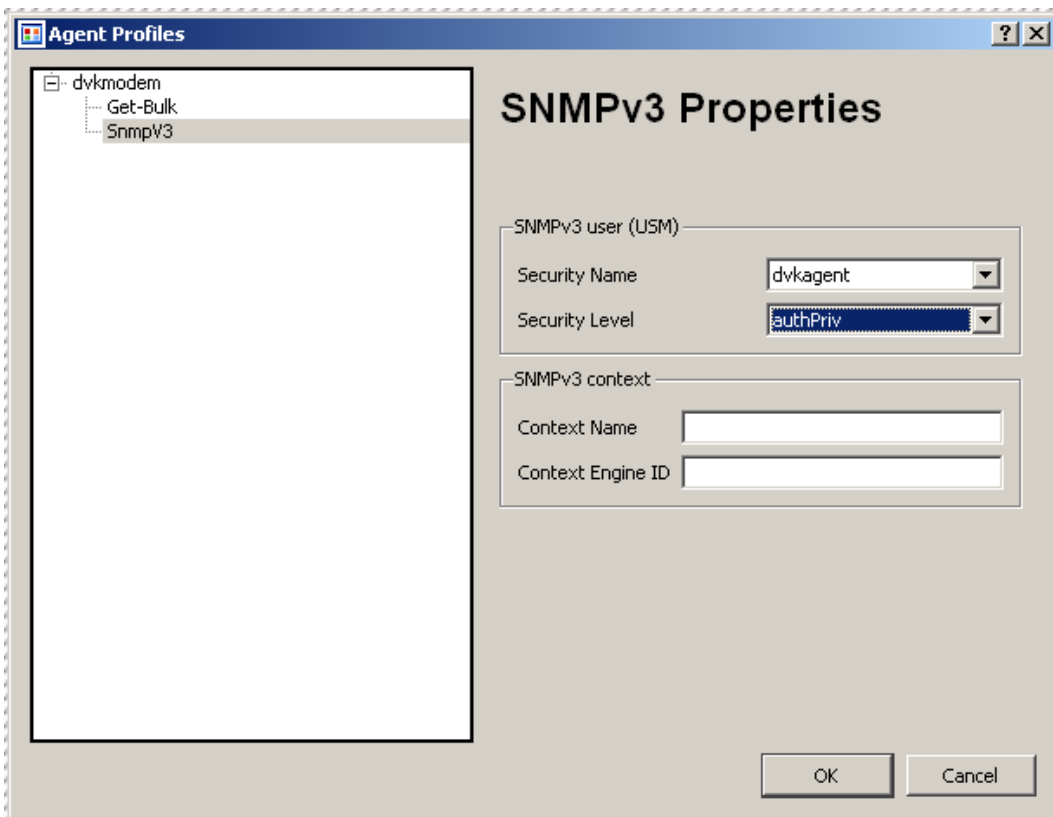 Agent Profiles
dvkmodem
Get-Bulk
SnmpV3
SNMPv3 Properties
SNMPv3 user (USM)
Security Name dvkagent
Security Level authPriv
SNMPv3 context
Context Name
Context Engine ID
OK Cancel